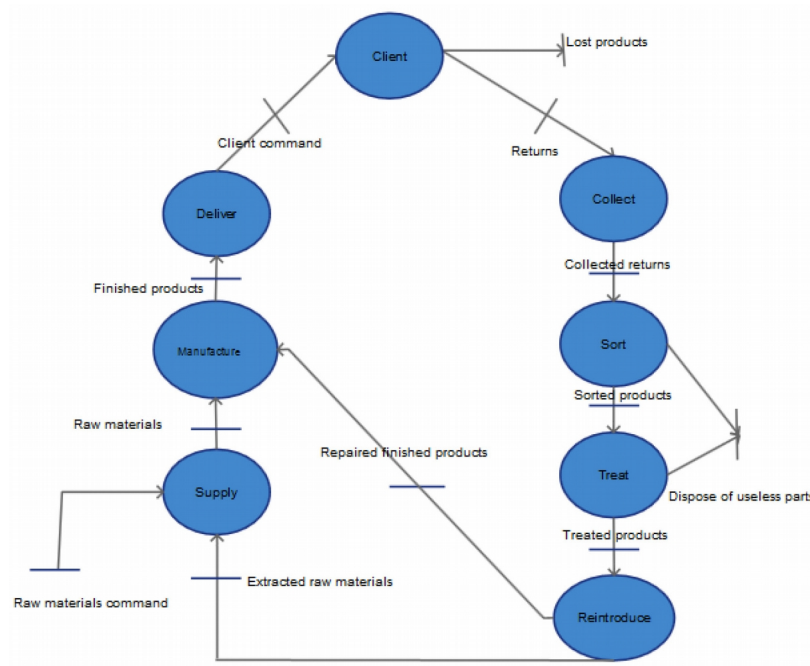 Client
Lost products
Client command
Returns
Deliver
Collect
Collected returns
Finished products
Manufacture
Sort
Sorted products
Raw materials
Repaired finished products
Supply
Treat
Dispose of useless parts
Treated products
Extracted raw materials
Raw materials command
Reintroduce